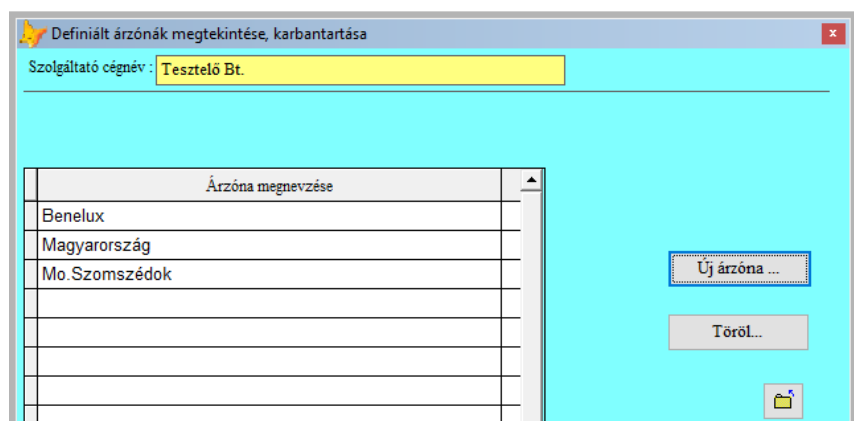 Definiált árzónák megtekintése, karbantartása
x
Szolgáltató cégnév : Tesztelő Bt.
Árzóna megnevzése
Benelux
Magyarország
Mo.Szomszédok
Új árzóna ...
Töröl...